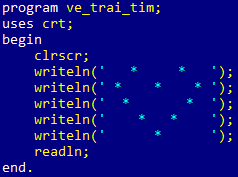 program ve_trai_tim;
uses crt;
begin
     clrscr;
     writeln('   *     *   ');
     writeln(' *    *    * ');
     writeln('  *       *  ');
     writeln('    *   *    ');
     writeln('      *      ');
     readln;
end.